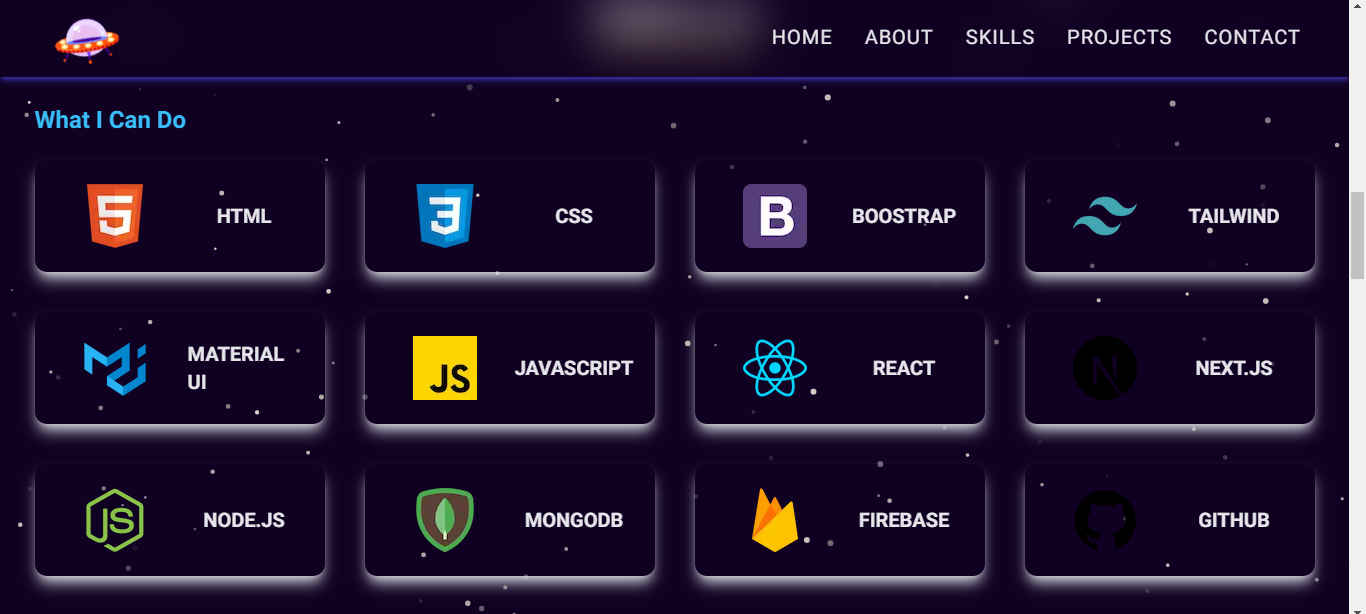 HOME ABOUT SKILLS PROJECTS CONTACT
What I Can Do
5 HTML
3 CSS
B BOOSTRAP
TAILWIND
MATERIAL
UI
JS JAVASCRIPT
REACT
N NEXT.JS
JS NODE.JS
MONGODB
FIREBASE
GITHUB